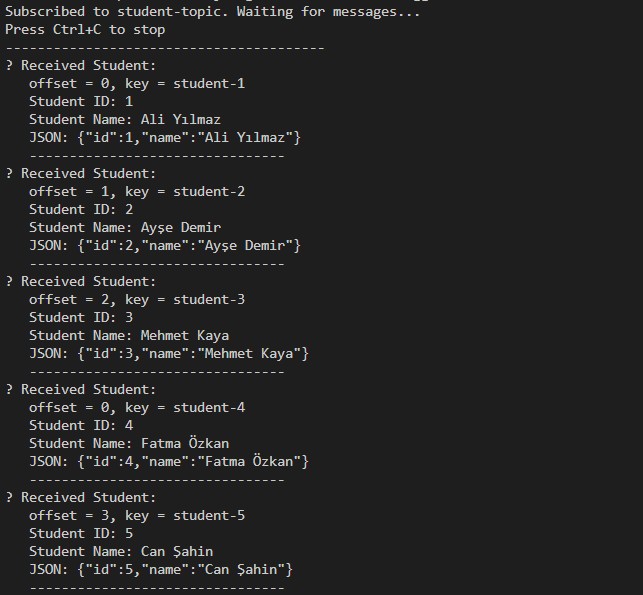 Subscribed to student-topic. Waiting for messages...
Press Ctrl+C to stop
----------------------------------------
? Received Student:
   offset = 0, key = student-1
   Student ID: 1
   Student Name: Ali Yılmaz
   JSON: {"id":1,"name":"Ali Yılmaz"}
   --------------------------------
? Received Student:
   offset = 1, key = student-2
   Student ID: 2
   Student Name: Ayşe Demir
   JSON: {"id":2,"name":"Ayşe Demir"}
   --------------------------------
? Received Student:
   offset = 2, key = student-3
   Student ID: 3
   Student Name: Mehmet Kaya
   JSON: {"id":3,"name":"Mehmet Kaya"}
   --------------------------------
? Received Student:
   offset = 0, key = student-4
   Student ID: 4
   Student Name: Fatma Özkan
   JSON: {"id":4,"name":"Fatma Özkan"}
   --------------------------------
? Received Student:
   offset = 3, key = student-5
   Student ID: 5
   Student Name: Can Şahin
   JSON: {"id":5,"name":"Can Şahin"}
   --------------------------------